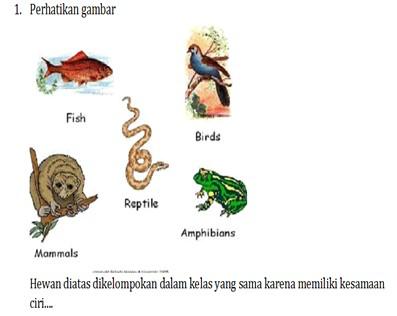 1. Perhatikan gambar
Fish
Birds
Reptile
Amphibians
Mammals
Hewan diatas dikelompokan dalam kelas yang sama karena memiliki kesamaan
ciri....